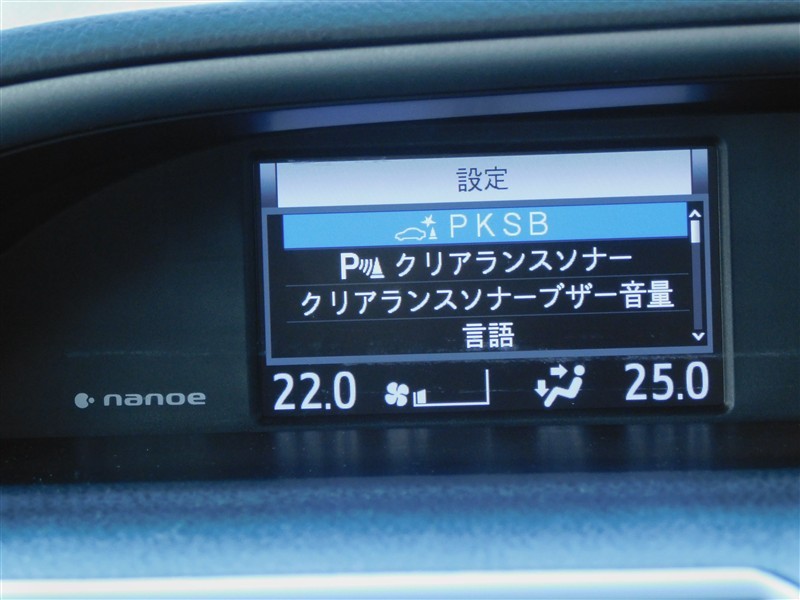 設定
PKSB
P クリアランスソナー
クリアランスソナーブザー音量
言語
22.0 25.0
nanoe